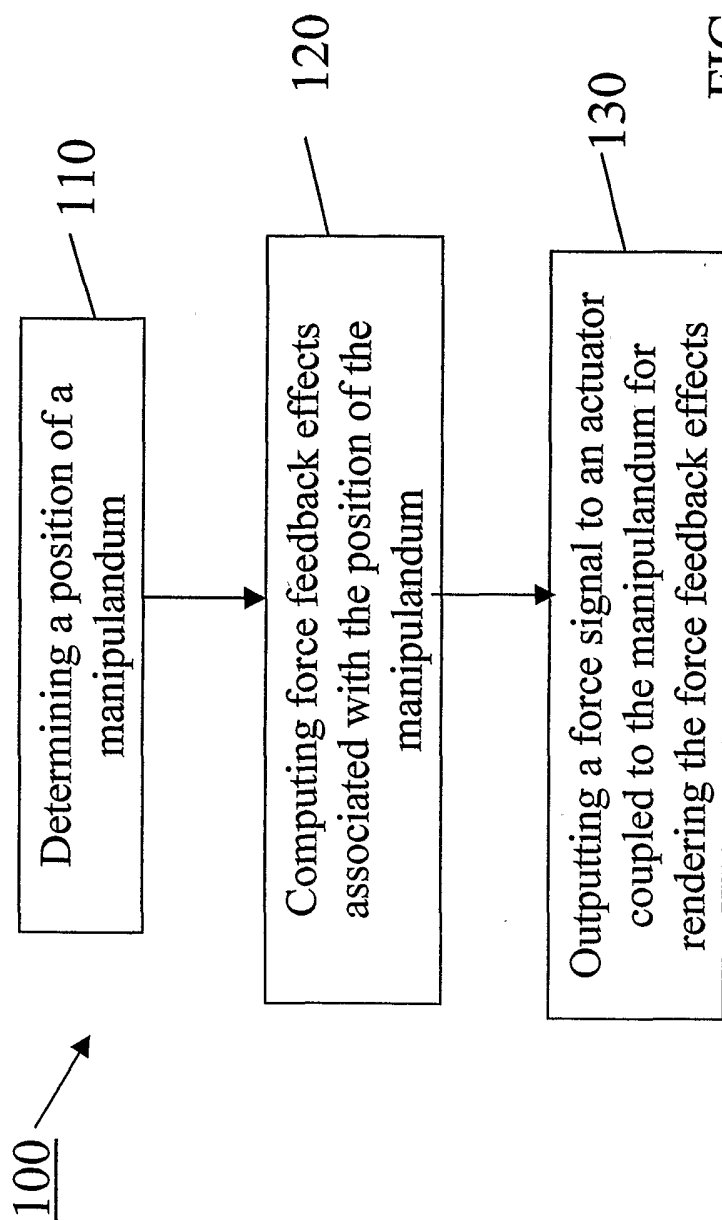 100
Determining a position of a
manipulandum
110
Computing force feedback effects
associated with the position of the
manipulandum
120
Outputting a force signal to an actuator
coupled to the manipulandum for
rendering the force feedback effects
130
FIG